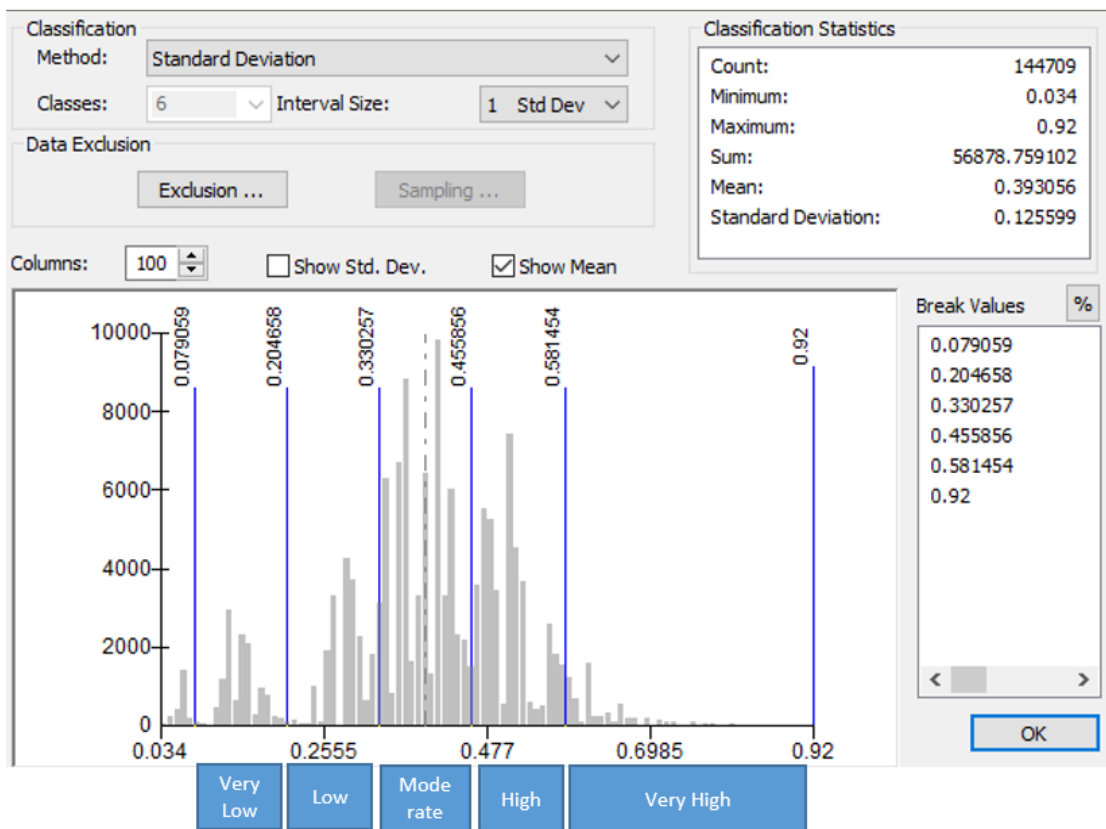 Classification
Method: Standard Deviation
Classes: 6 Interval Size: 1 Std Dev
Data Exclusion
Exclusion ... Sampling ...
Classification Statistics
Count: 144709
Minimum: 0.034
Maximum: 0.92
Sum: 56878.759102
Mean: 0.393056
Standard Deviation: 0.125599
Columns: 100 Show Std. Dev. Show Mean
Break Values %
0.079059
0.204658
0.330257
0.455856
0.581454
0.92
OK
0.079059 0.204658 0.330257 0.455856 0.581454 0.92
10000
8000
6000
4000
2000
0
0.034 0.2555 0.477 0.6985 0.92
Very
Low
Low
Mode
rate
High
Very High